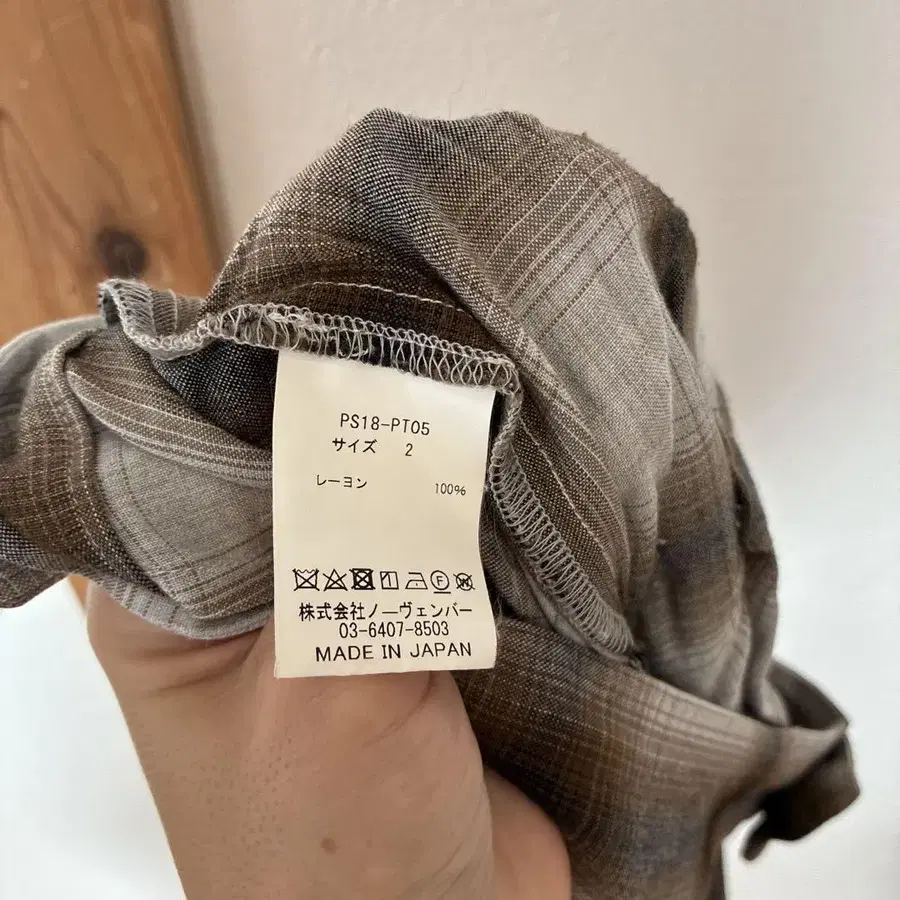 PS18-PT05
サイズ 2
レーヨン 100%
株式会社ノーヴェンバー
03-6407-8503
MADE IN JAPAN